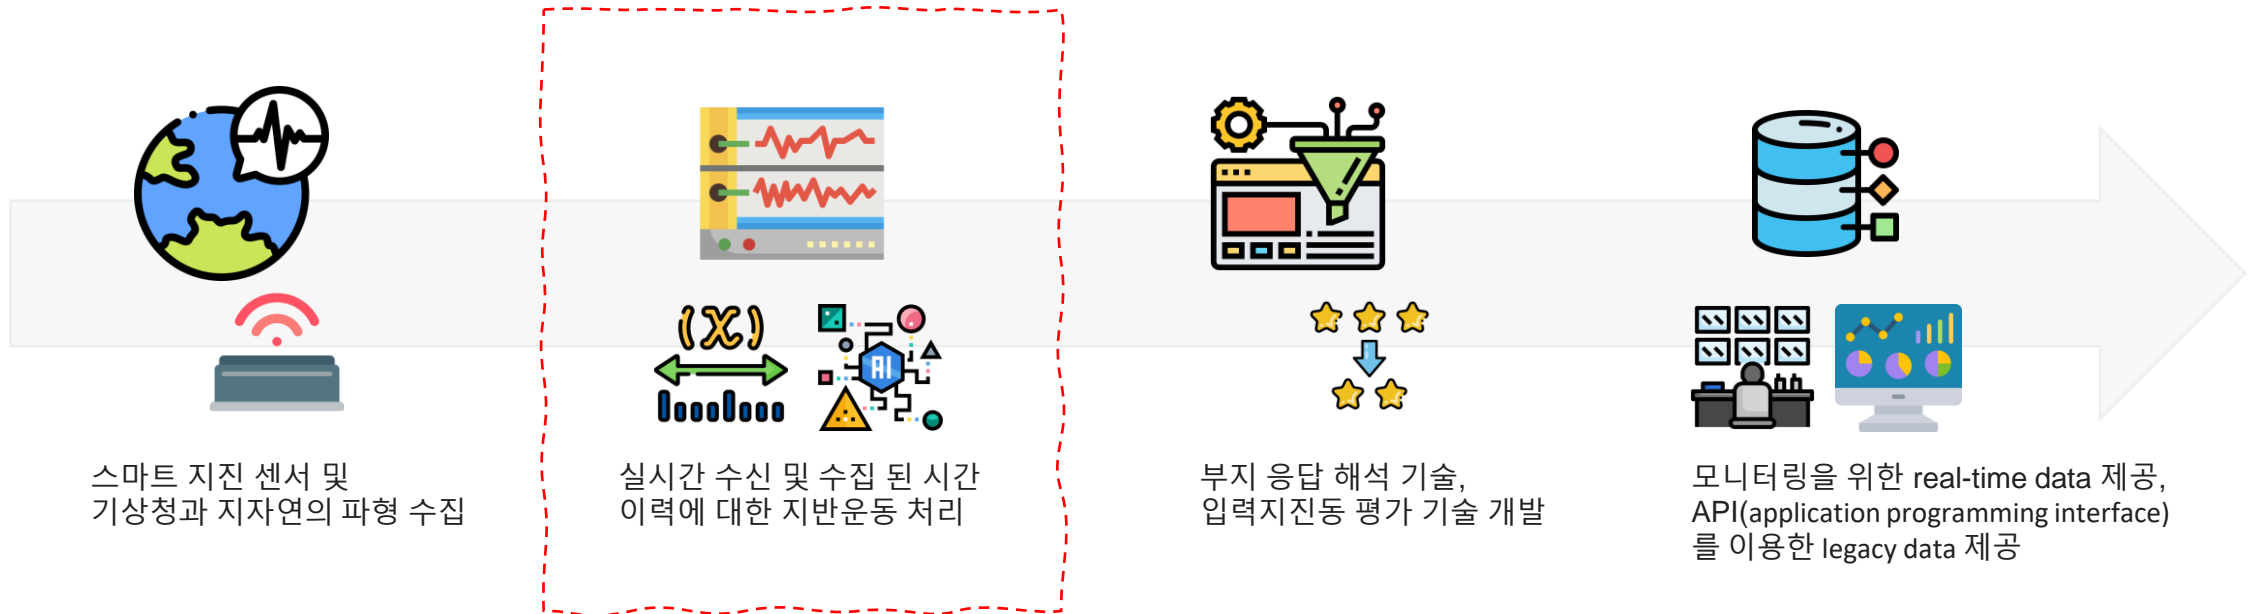 (x)
AI
스마트 지진 센서 및
기상청과 지자연의 파형 수집
실시간 수신 및 수집 된 시간
이력에 대한 지반운동 처리
부지 응답 해석 기술,
입력지진동 평가 기술 개발
모니터링을 위한 real-time data 제공,
API(application programming interface)
를 이용한 legacy data 제공